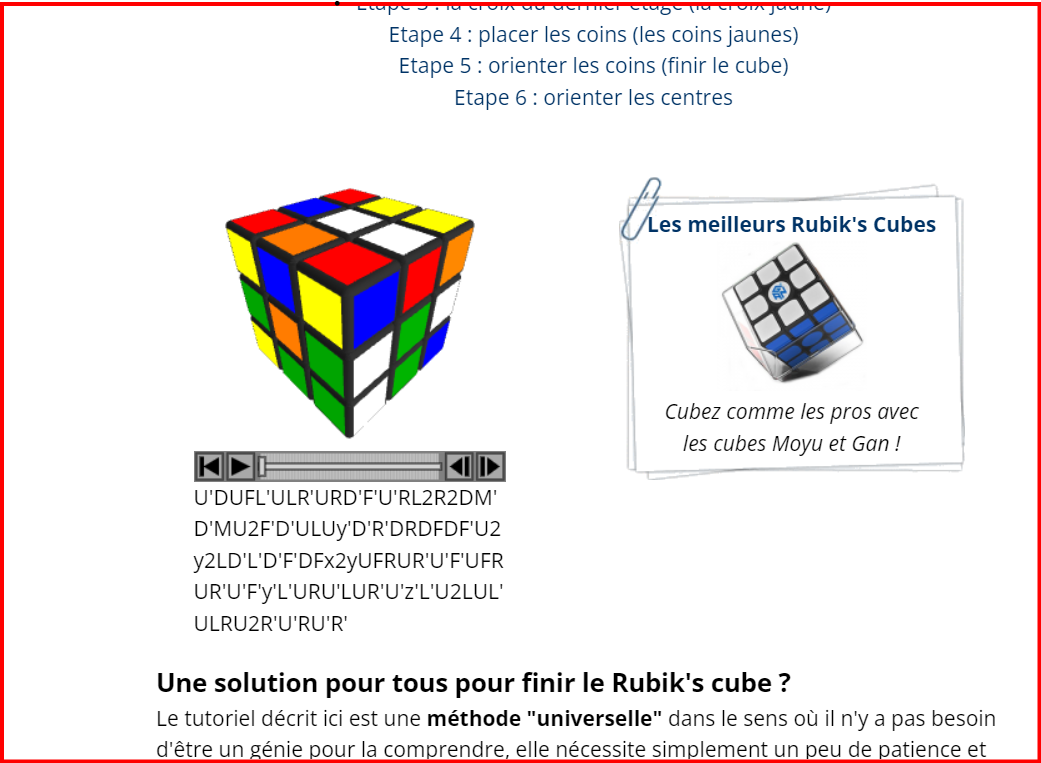 Etape 3 : la croix du dernier étage (la croix jaune)
Etape 4 : placer les coins (les coins jaunes)
Etape 5 : orienter les coins (finir le cube)
Etape 6 : orienter les centres
Les meilleurs Rubik's Cubes
Cubez comme les pros avec
les cubes Moyu et Gan !
U'DUFL'ULR'URD'F'U'RL2R2DM'
D'MU2F'D'ULUy'D'R'DRDFDF'U2
y2LD'L'D'F'DFx2yUFRUR'U'F'UFR
UR'U'F'y'L'URU'LUR'U'z'L'U2LUL'
ULRU2R'U'RU'R'
Une solution pour tous pour finir le Rubik's cube ?
Le tutoriel décrit ici est une méthode "universelle" dans le sens où il n'y a pas besoin
d'être un génie pour la comprendre, elle nécessite simplement un peu de patience et